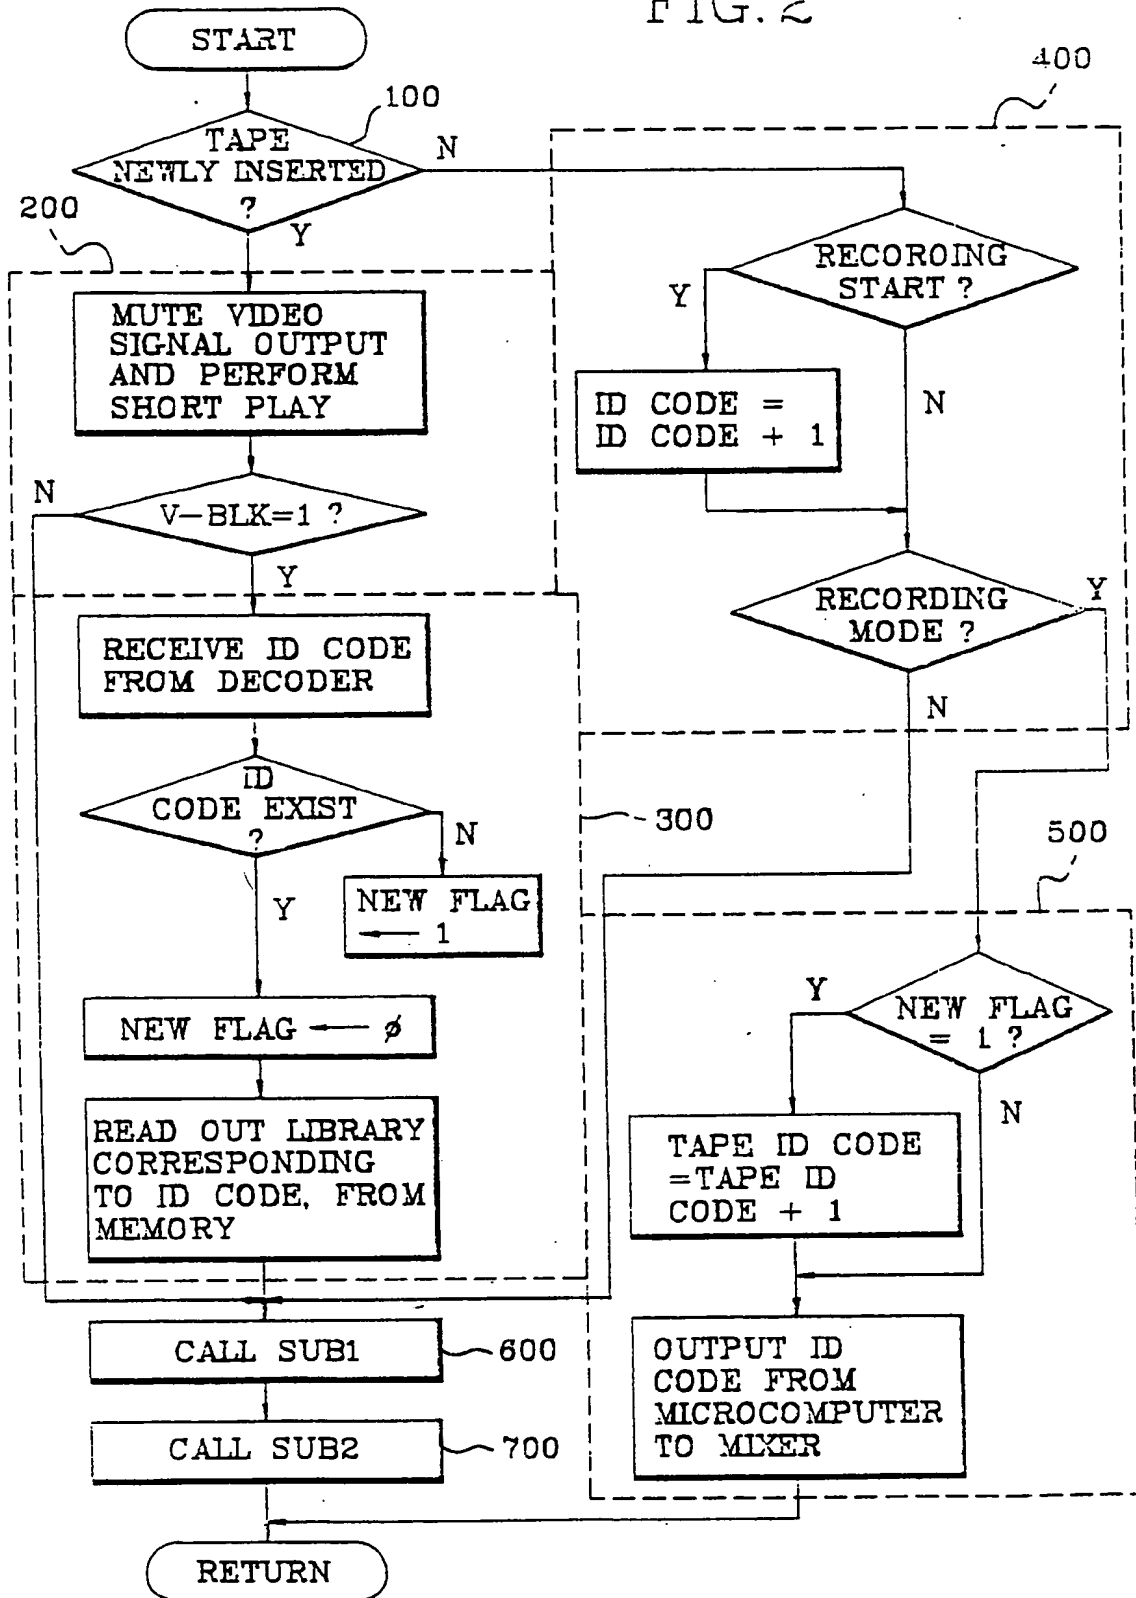 FIG. 2
START
100
TAPE
NEWLY INSERTED
?
N
Y
200
MUTE VIDEO
SIGNAL OUTPUT
AND PERFORM
SHORT PLAY
N
V-BLK=1 ?
Y
RECEIVE ID CODE
FROM DECODER
ID
CODE EXIST
?
N
Y
300
NEW FLAG
← 1
NEW FLAG ← ø
READ OUT LIBRARY
CORRESPONDING
TO ID CODE, FROM
MEMORY
CALL SUB1
600
CALL SUB2
700
RETURN
400
RECOROING
START ?
Y
N
ID CODE =
ID CODE + 1
RECORDING
MODE ?
Y
N
500
NEW FLAG
= 1 ?
Y
N
TAPE ID CODE
=TAPE ID
CODE + 1
OUTPUT ID
CODE FROM
MICROCOMPUTER
TO MIXER